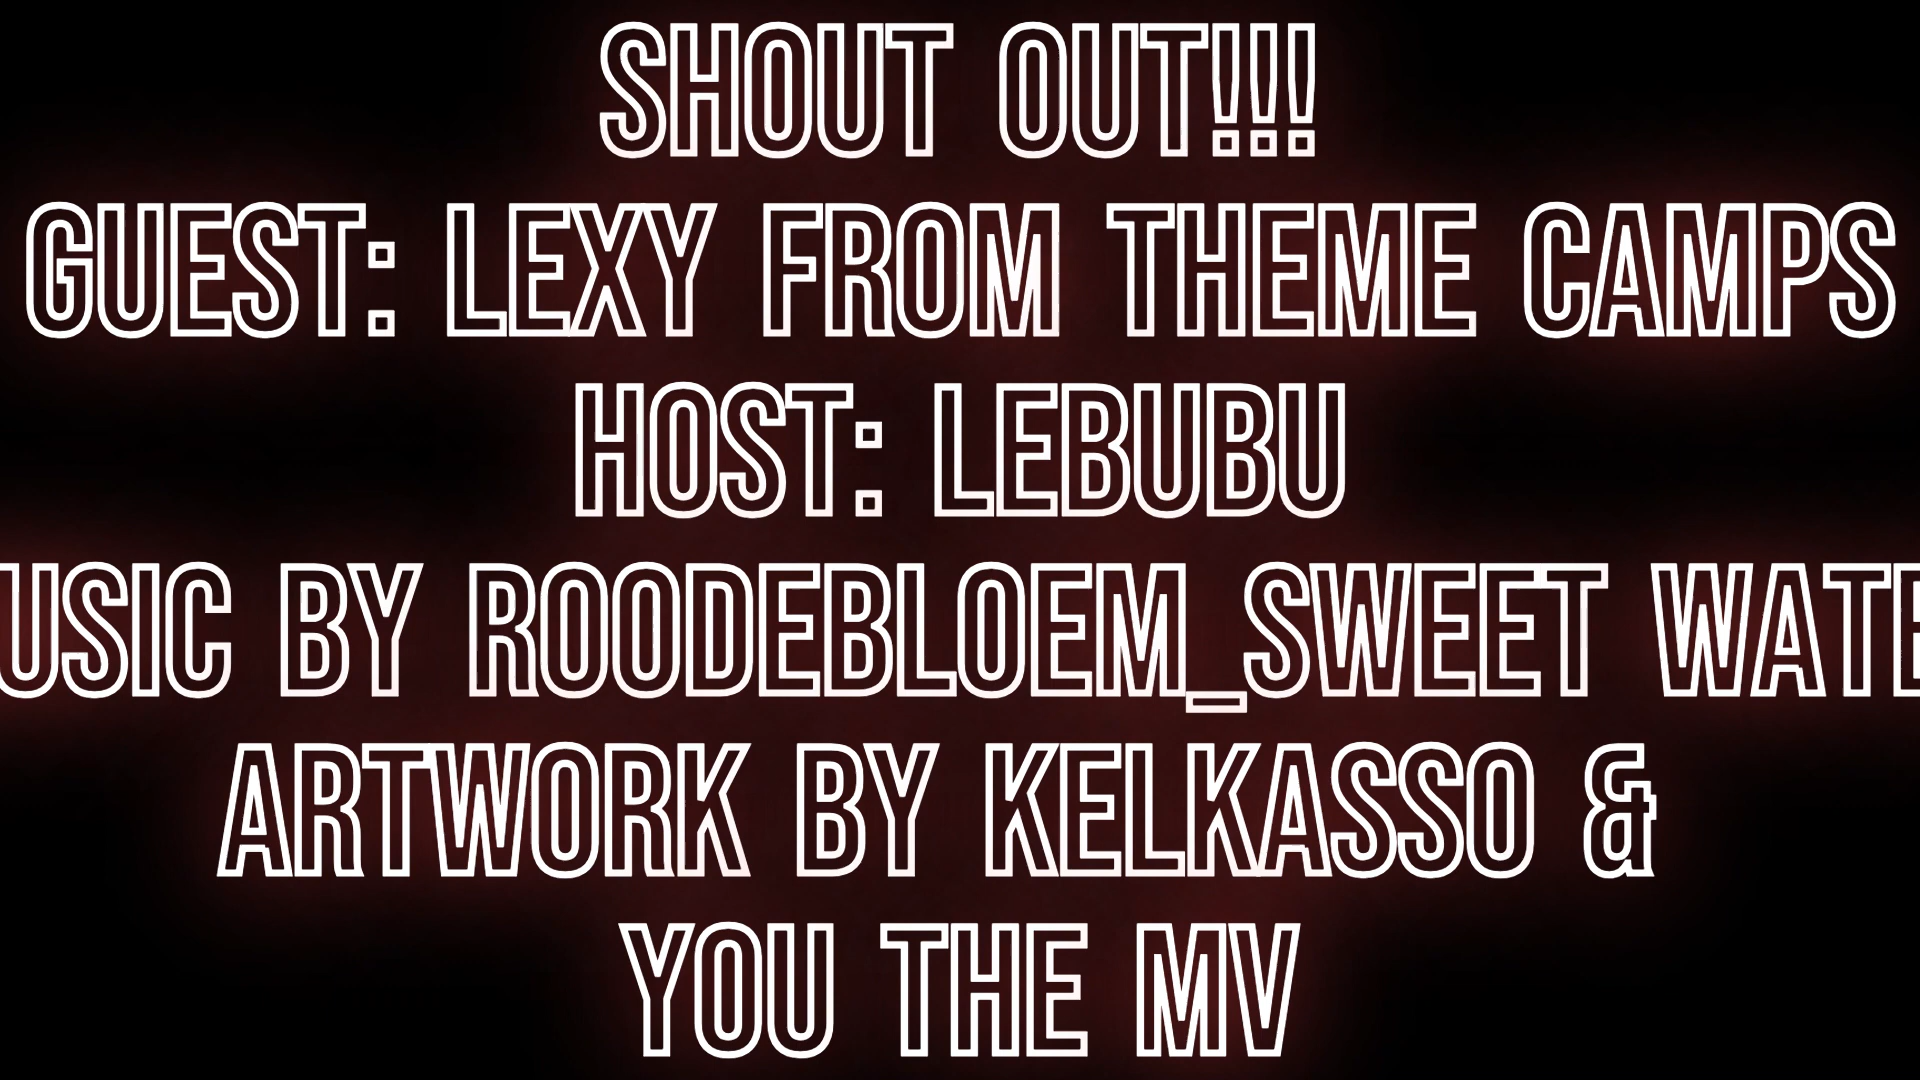 SHOUT OUT!!!
GUEST: LEXY FROM THEME CAMPS
HOST: LEBUBU
USIC BY ROODEBLOEM_SWEET WATE
ARTWORK BY KELKASSO &
YOU THE MV